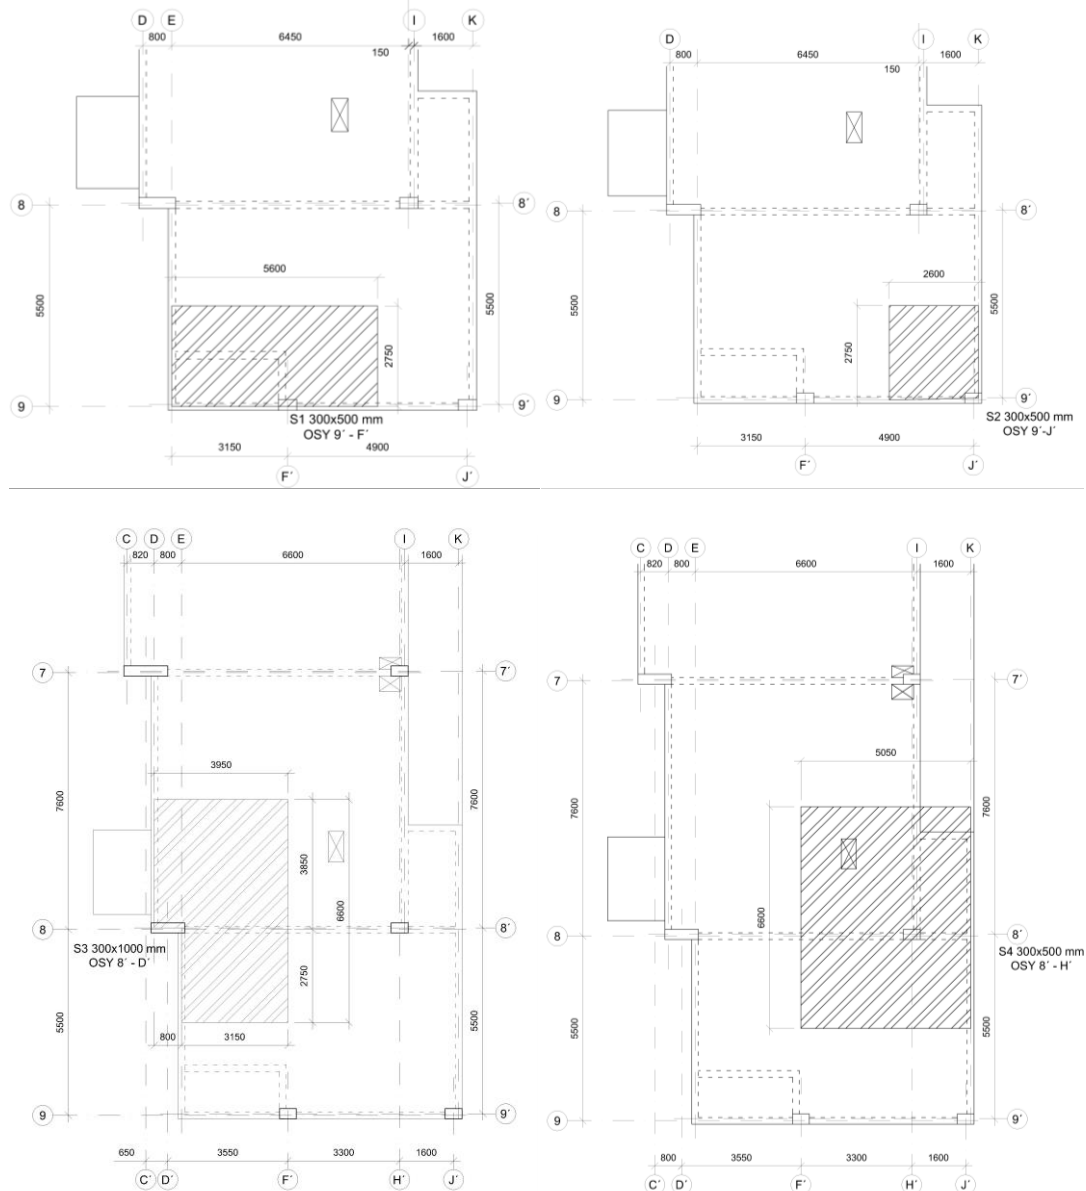 D E I K
800 6450 1600
150
8 8´
5600
5500 2750 5500
9 9´
S1 300x500 mm
OSY 9´ - F´
3150 4900
F´ J´
D I K
800 6450 1600
150
8 8´
2600
5500 2750 5500
9 9´
S2 300x500 mm
OSY 9´-J´
3150 4900
F´ J´
C D E I K
820 800 6600 1600
7 7´
3950
7600 3850 6600 7600
8 8´
S3 300x1000 mm
OSY 8´ - D´
5500 2750 5500
800 3150
9 9´
650 3550 3300 1600
C´ D´ F´ H´ J´
C D E I K
820 800 6600 1600
7 7´
5050
7600 6600 7600
8 8´
S4 300x500 mm
OSY 8´ - H´
5500 5500
9 9´
800 3550 3300 1600
C´ D´ F´ H´ J´